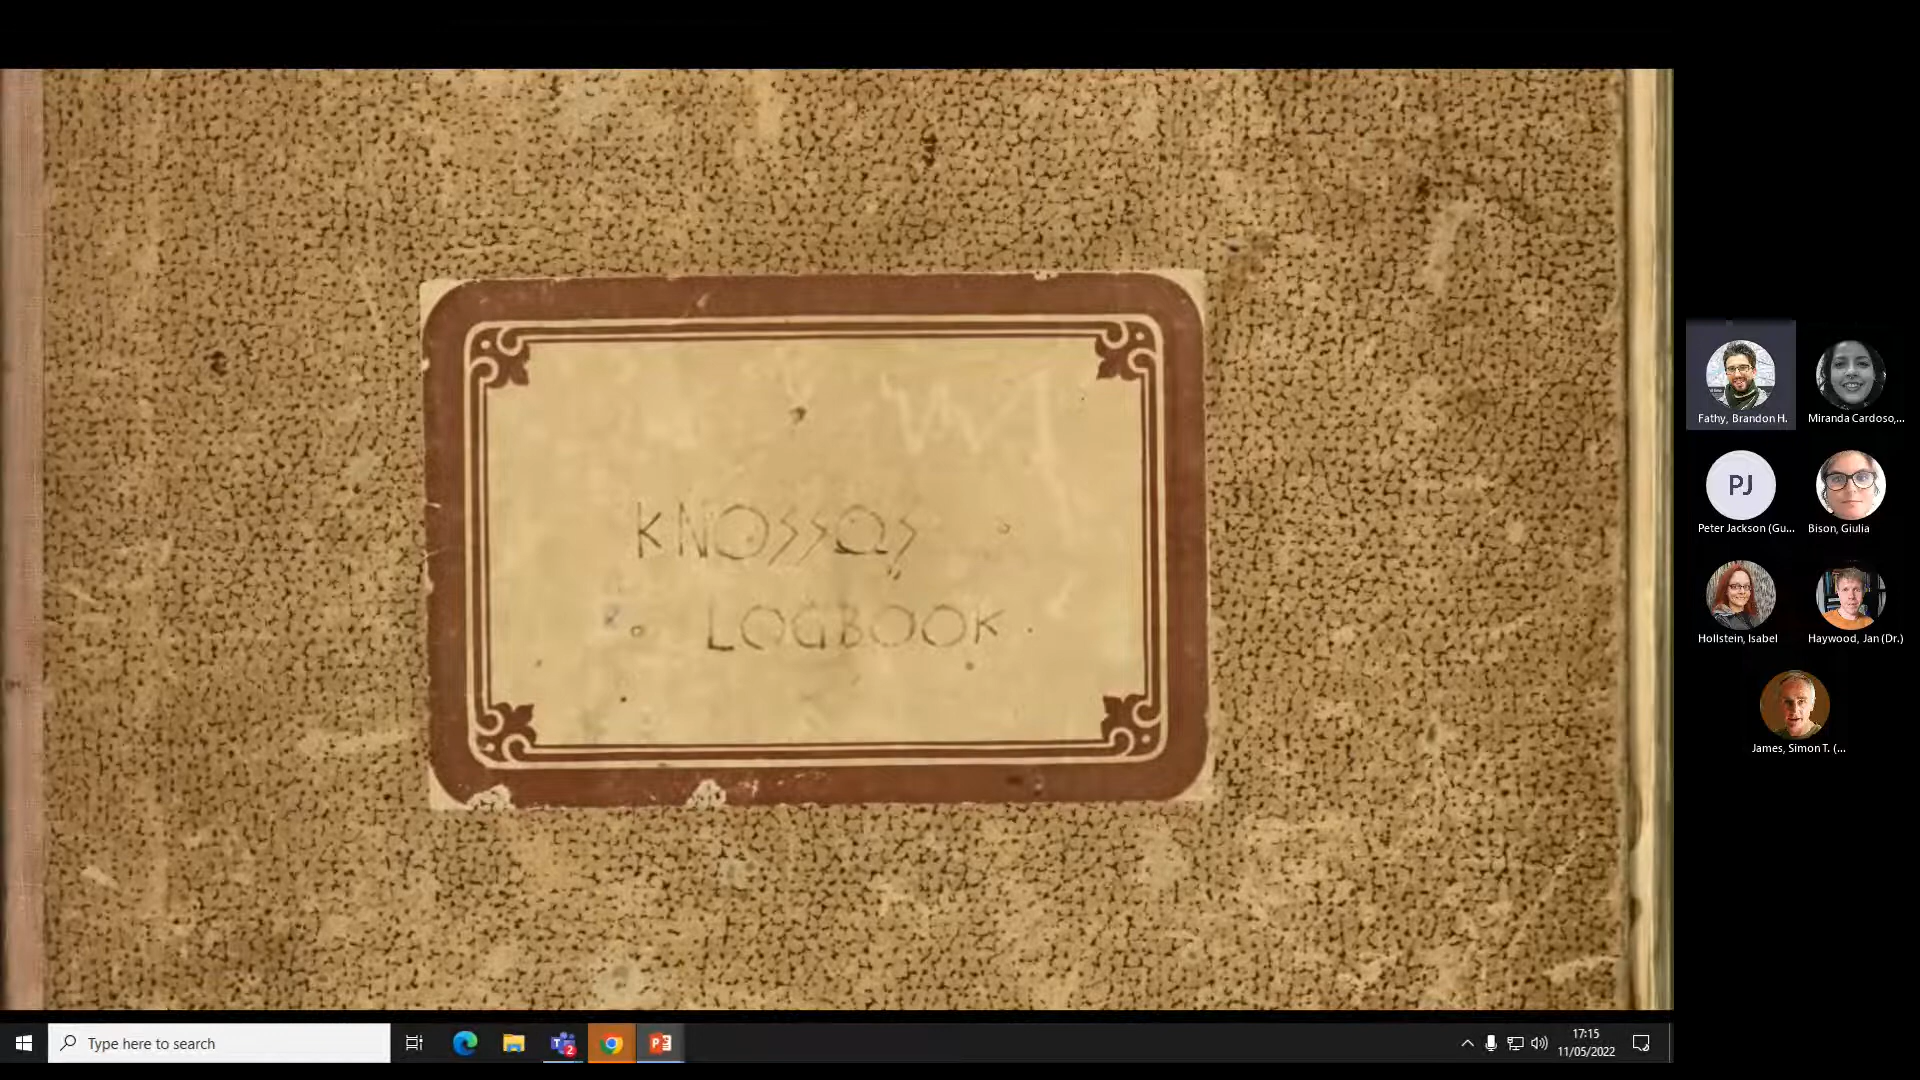 KNOSSOS
LOGBOOK
Fathy, Brandon H.
Miranda Cardoso,...
PJ
Peter Jackson (Gu...
Bison, Giulia
Hollstein, Isabel
Haywood, Jan (Dr.)
James, Simon T. (...
Type here to search
2
17:15
11/05/2022